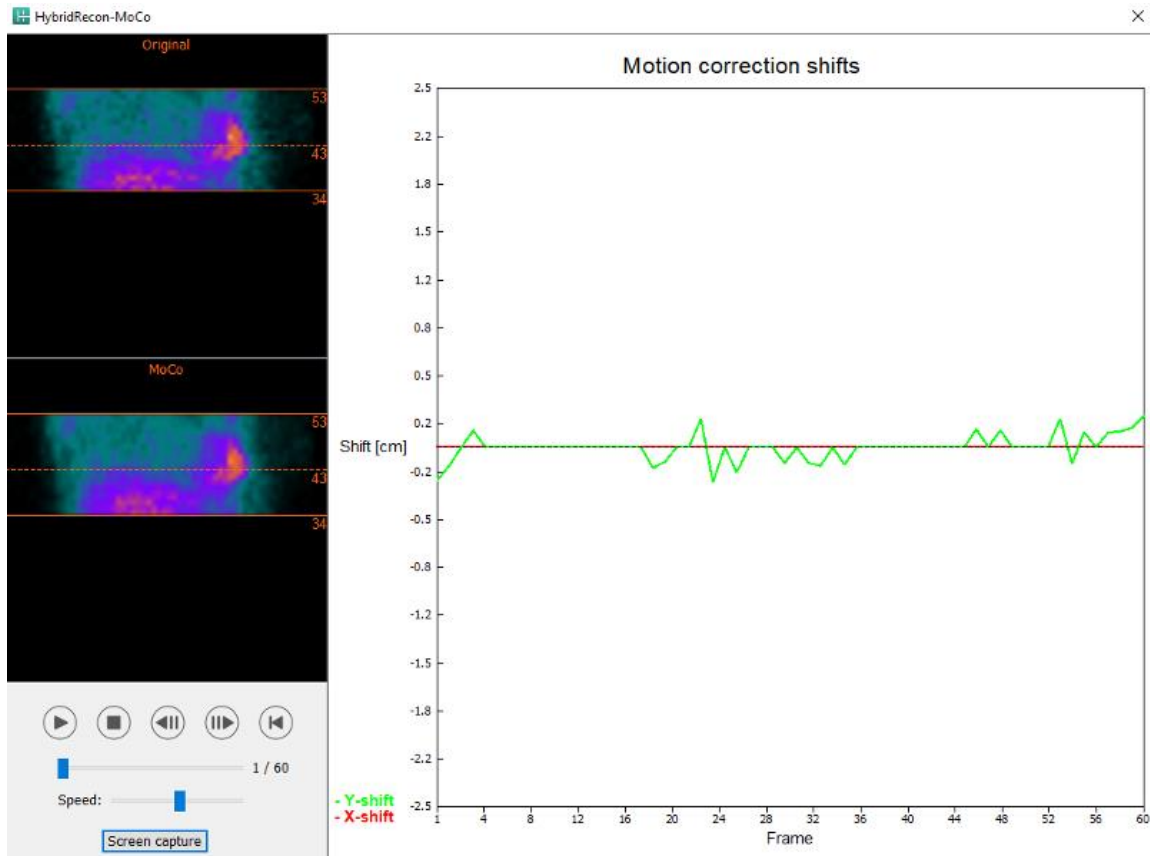 HybridRecon-MoCo
Original
53
43
34
MoCo
53
43
34
1 / 60
Speed:
Screen capture
Motion correction shifts
2.5
2.2
1.8
1.5
1.2
0.8
0.5
0.2
Shift [cm]
-0.2
-0.5
-0.8
-1.2
-1.5
-1.8
-2.2
-2.5
- Y-shift
- X-shift
1 4 8 12 16 20 24 28 32 36 40 44 48 52 56 60
Frame